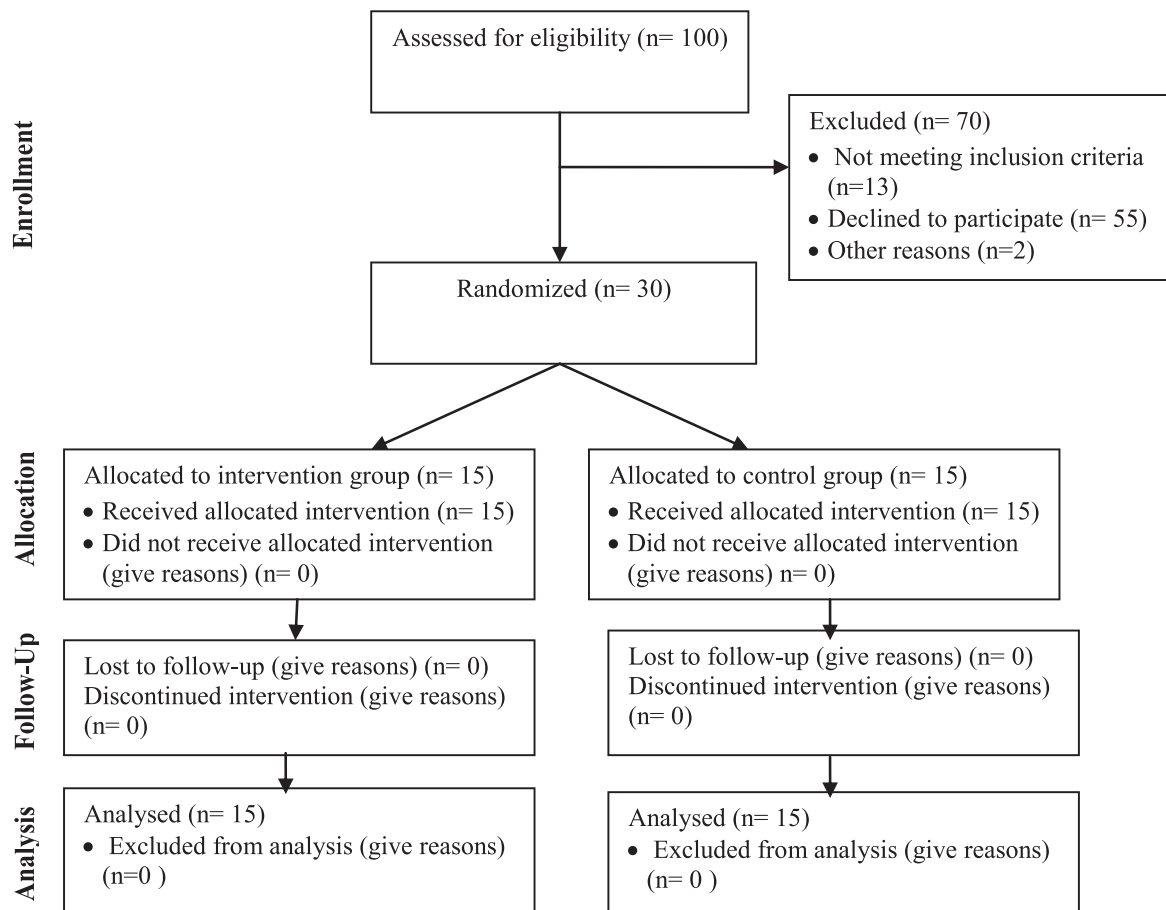 Enrollment
Assessed for eligibility (n= 100)
Excluded (n= 70)
• Not meeting inclusion criteria
(n=13)
• Declined to participate (n= 55)
• Other reasons (n=2)
Randomized (n= 30)
Allocation
Allocated to intervention group (n= 15)
• Received allocated intervention (n= 15)
• Did not receive allocated intervention
(give reasons) (n= 0)
Allocated to control group (n= 15)
• Received allocated intervention (n= 15)
• Did not receive allocated intervention
(give reasons) n= 0)
Follow-Up
Lost to follow-up (give reasons) (n= 0)
Discontinued intervention (give reasons)
(n= 0)
Lost to follow-up (give reasons) (n= 0)
Discontinued intervention (give reasons)
(n= 0)
Analysis
Analysed (n= 15)
• Excluded from analysis (give reasons)
(n=0 )
Analysed (n= 15)
• Excluded from analysis (give reasons)
(n= 0 )